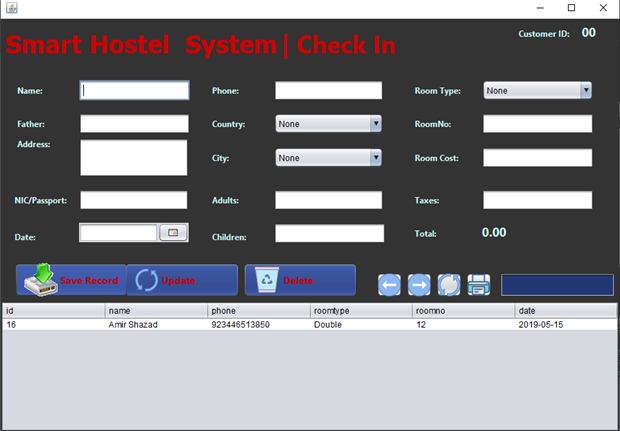 Customer ID: 00
Smart Hostel System | Check In
Name: Phone: Room Type: None
Father: Country: None RoomNo:
Address: City: None Room Cost:
NIC/Passport: Adults: Taxes:
Date: Children: Total: 0.00
Save Record Update Delete
id name phone roomtype roomno date
16 Amir Shazad 923446513850 Double 12 2019-05-15